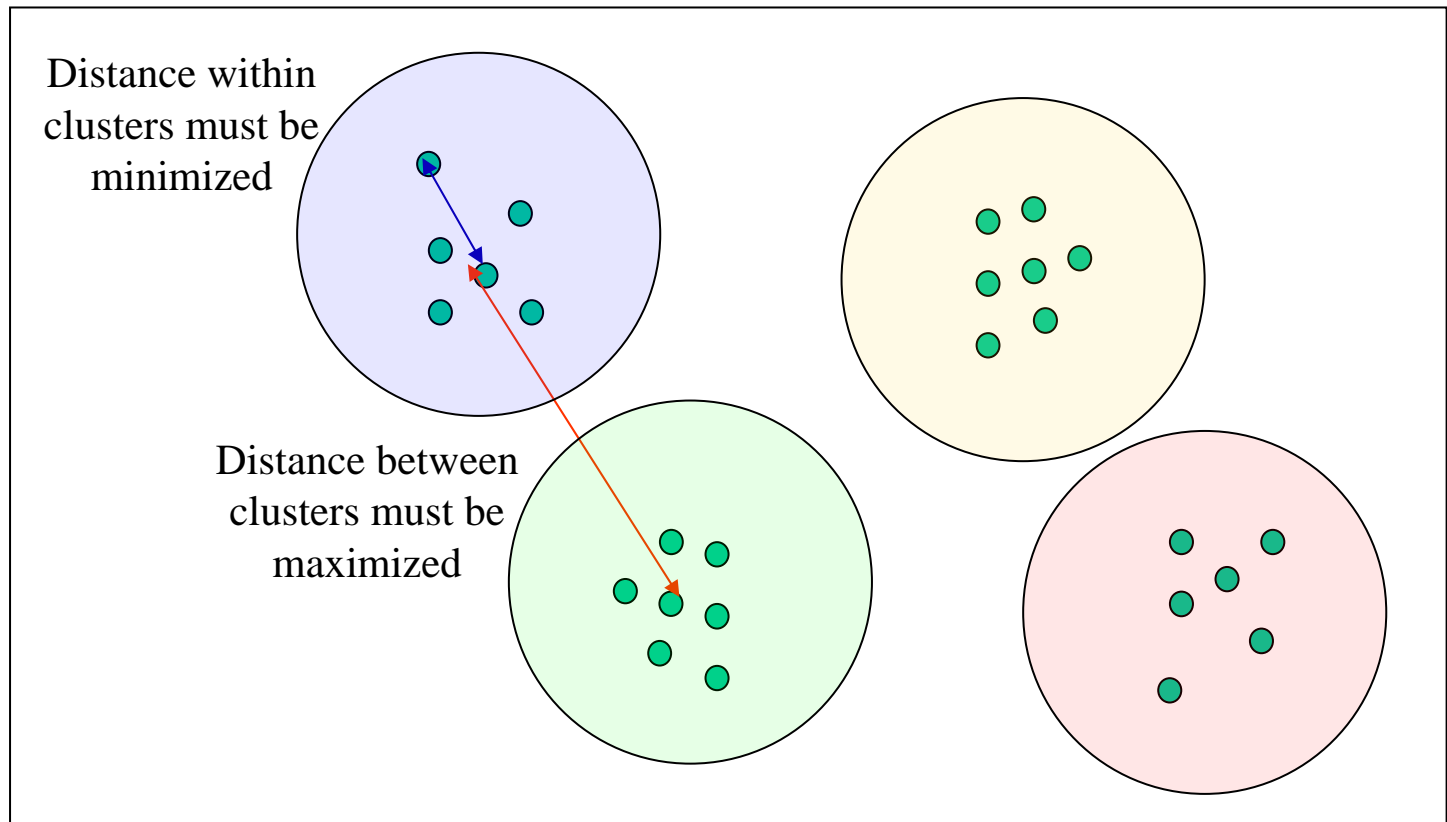 Distance within
clusters must be
minimized
Distance between
clusters must be
maximized